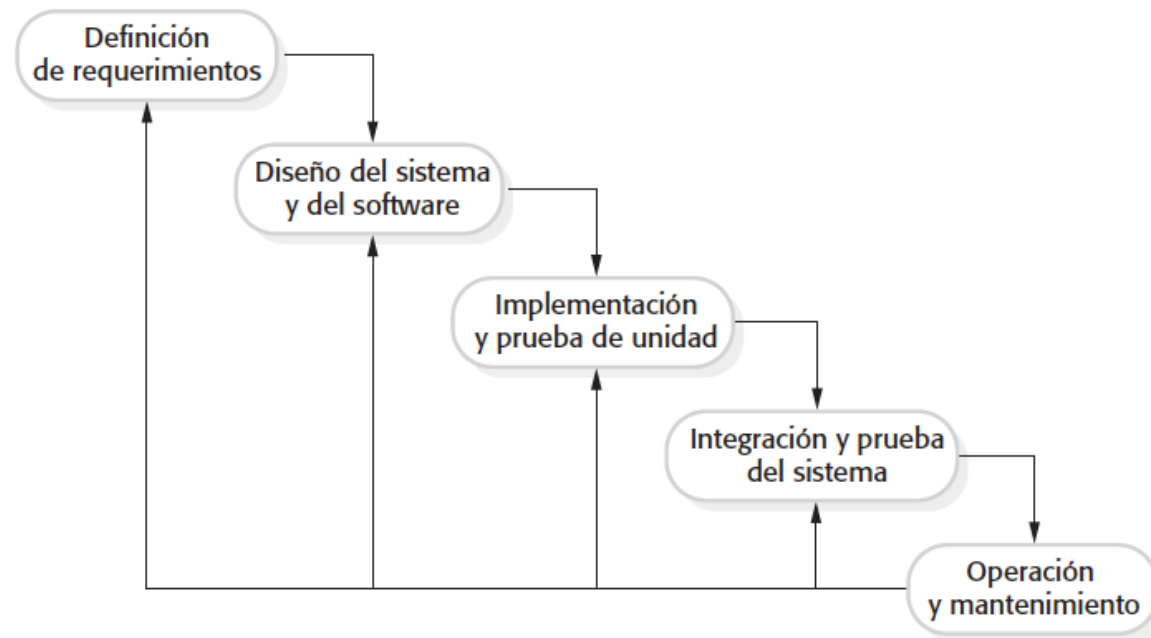 Definición
de requerimientos
Diseño del sistema
y del software
Implementación
y prueba de unidad
Integración y prueba
del sistema
Operación
y mantenimiento